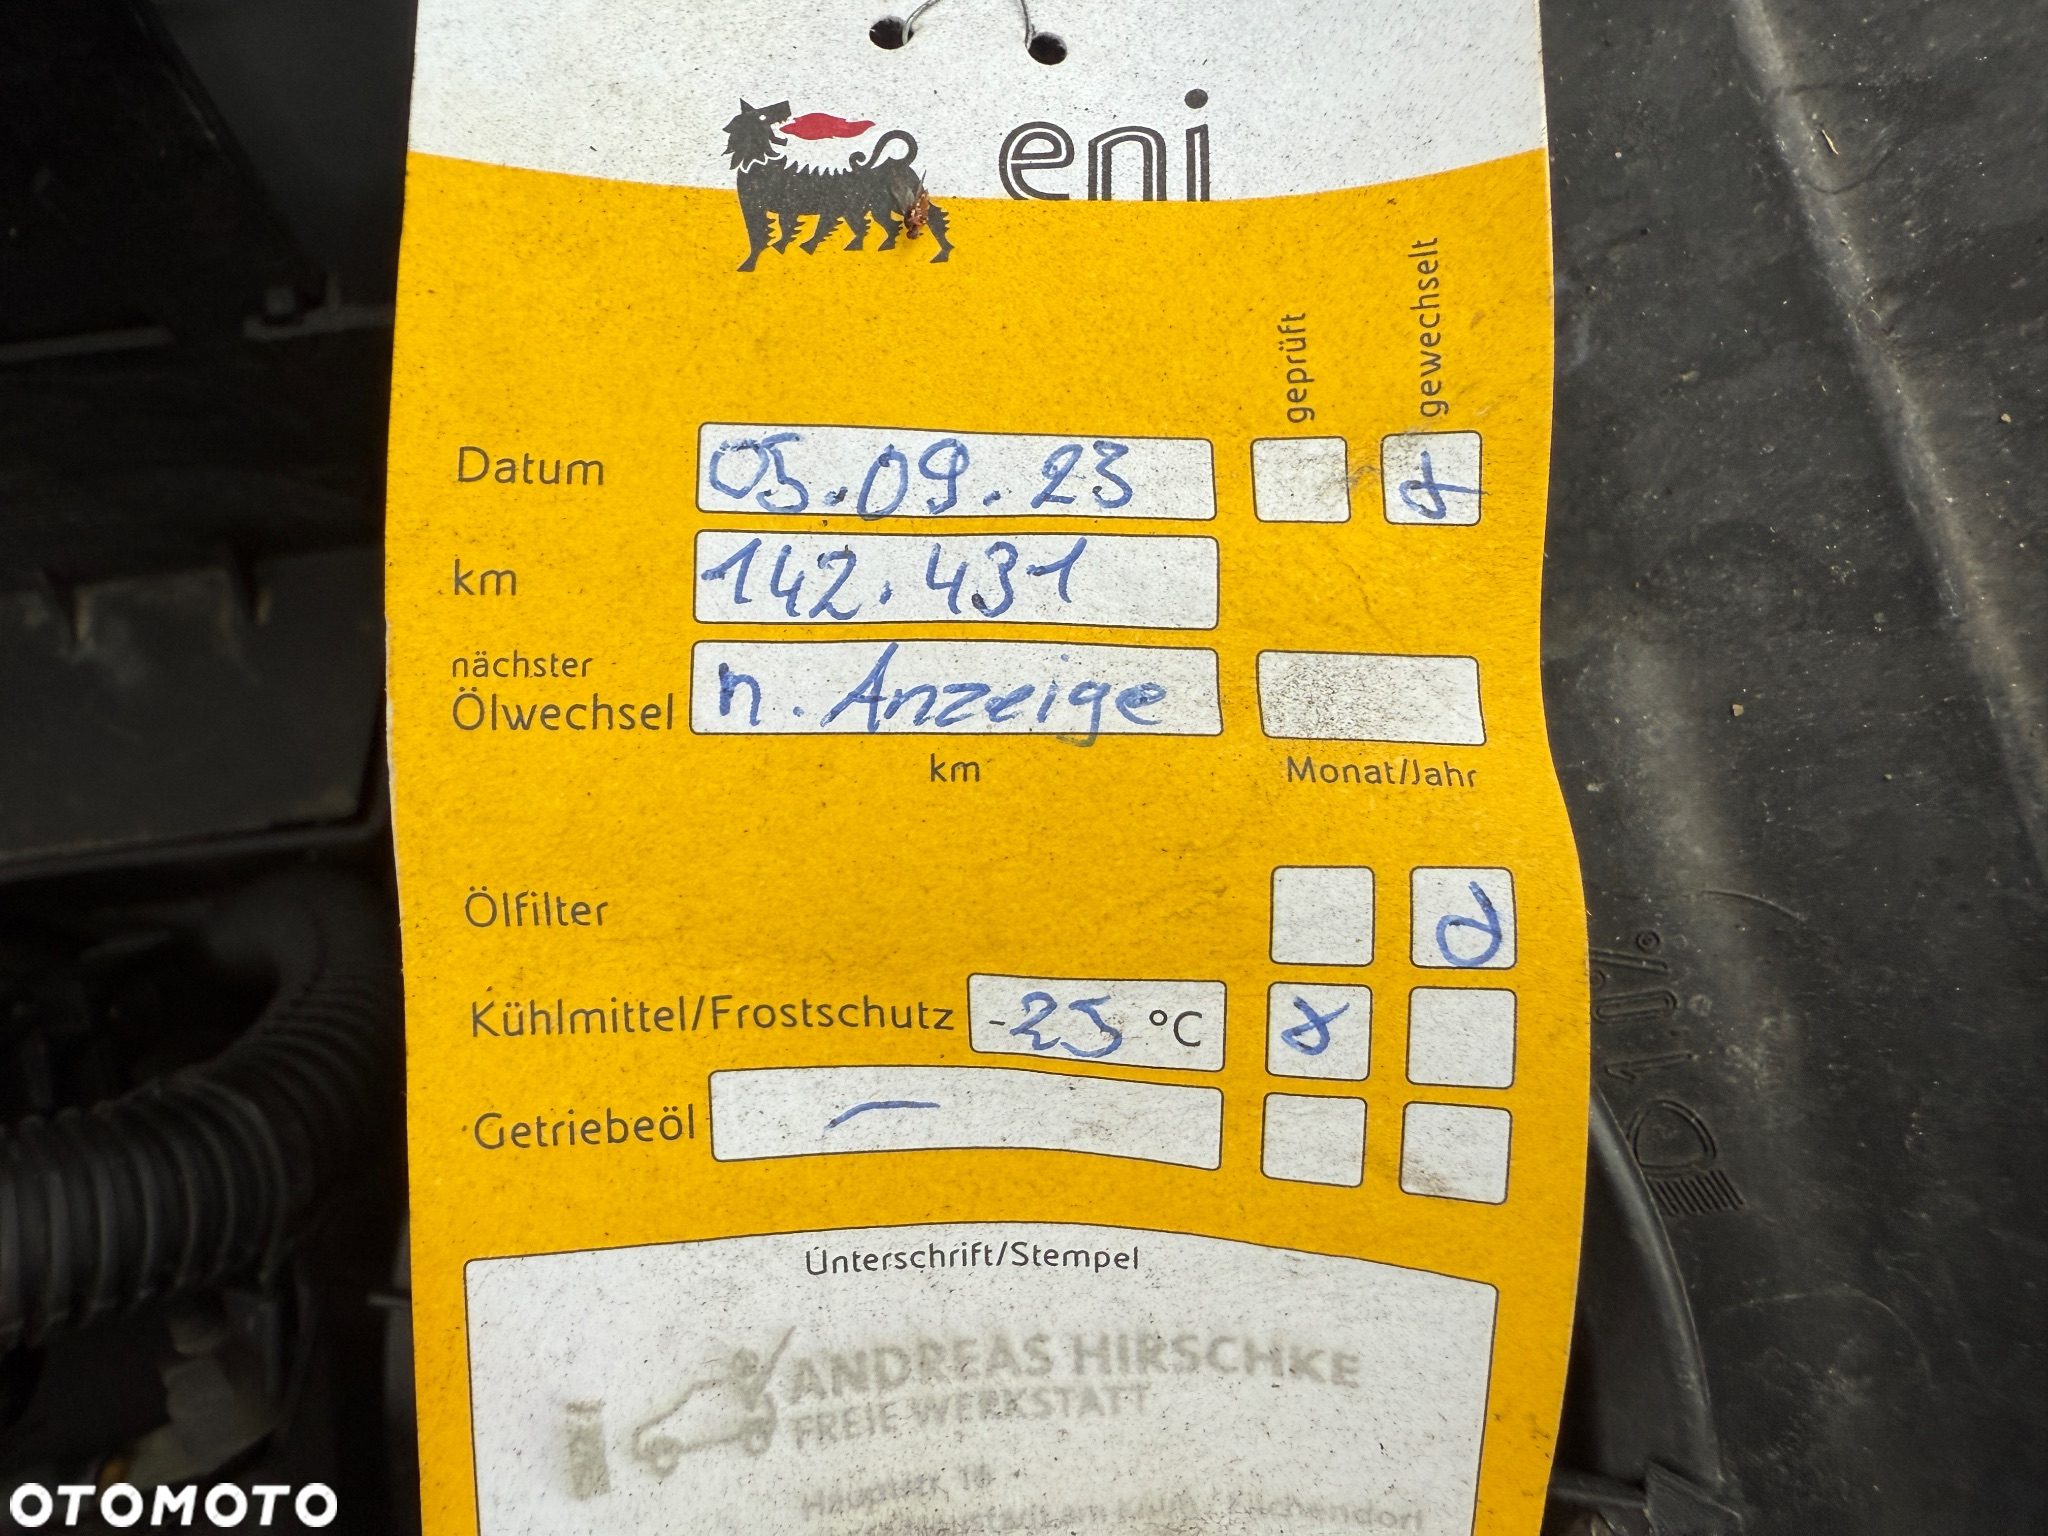 eni
geprüft
gewechselt
Datum 05.09.23
km 142.431
nächster
Ölwechsel n. Anzeige
km Monat/Jahr
Ölfilter
Kühlmittel/Frostschutz -25 °C
Getriebeöl –
Unterschrift/Stempel
ANDREAS HIRSCHKE
FREIE WERKSTATT
OTOMOTO